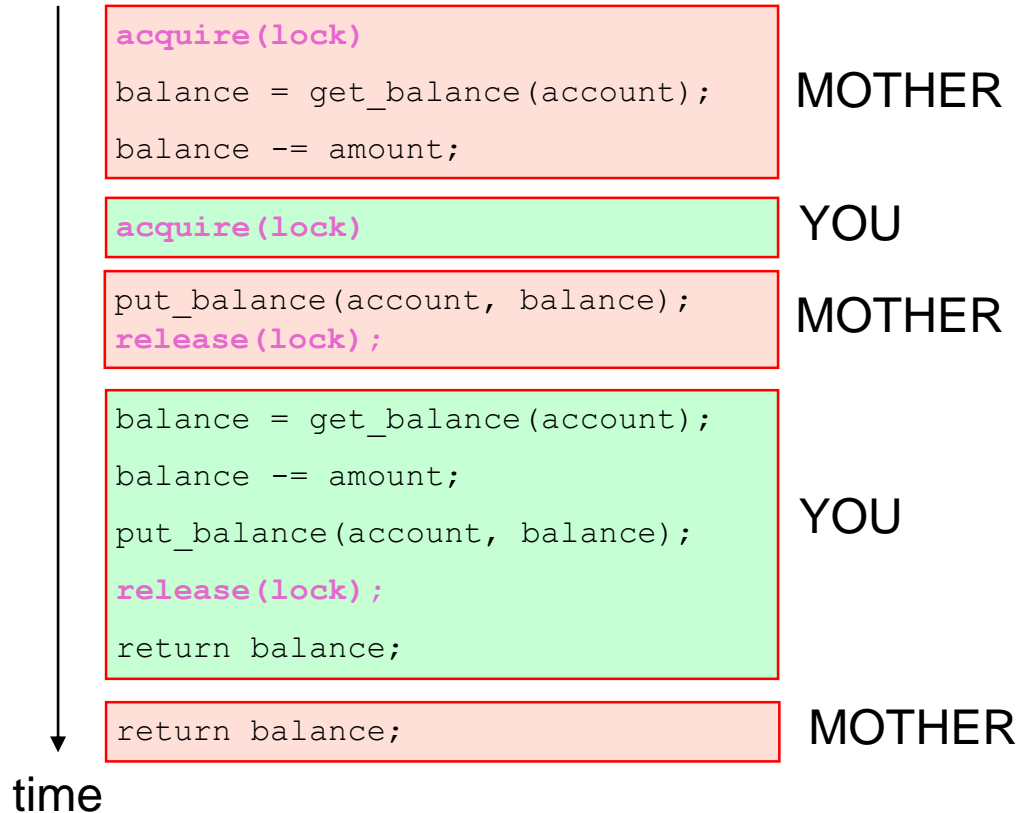 acquire(lock)
balance = get_balance(account);
balance -= amount;
MOTHER
acquire(lock)
YOU
put_balance(account, balance);
release(lock);
MOTHER
balance = get_balance(account);
balance -= amount;
put_balance(account, balance);
release(lock);
return balance;
YOU
return balance;
MOTHER
time